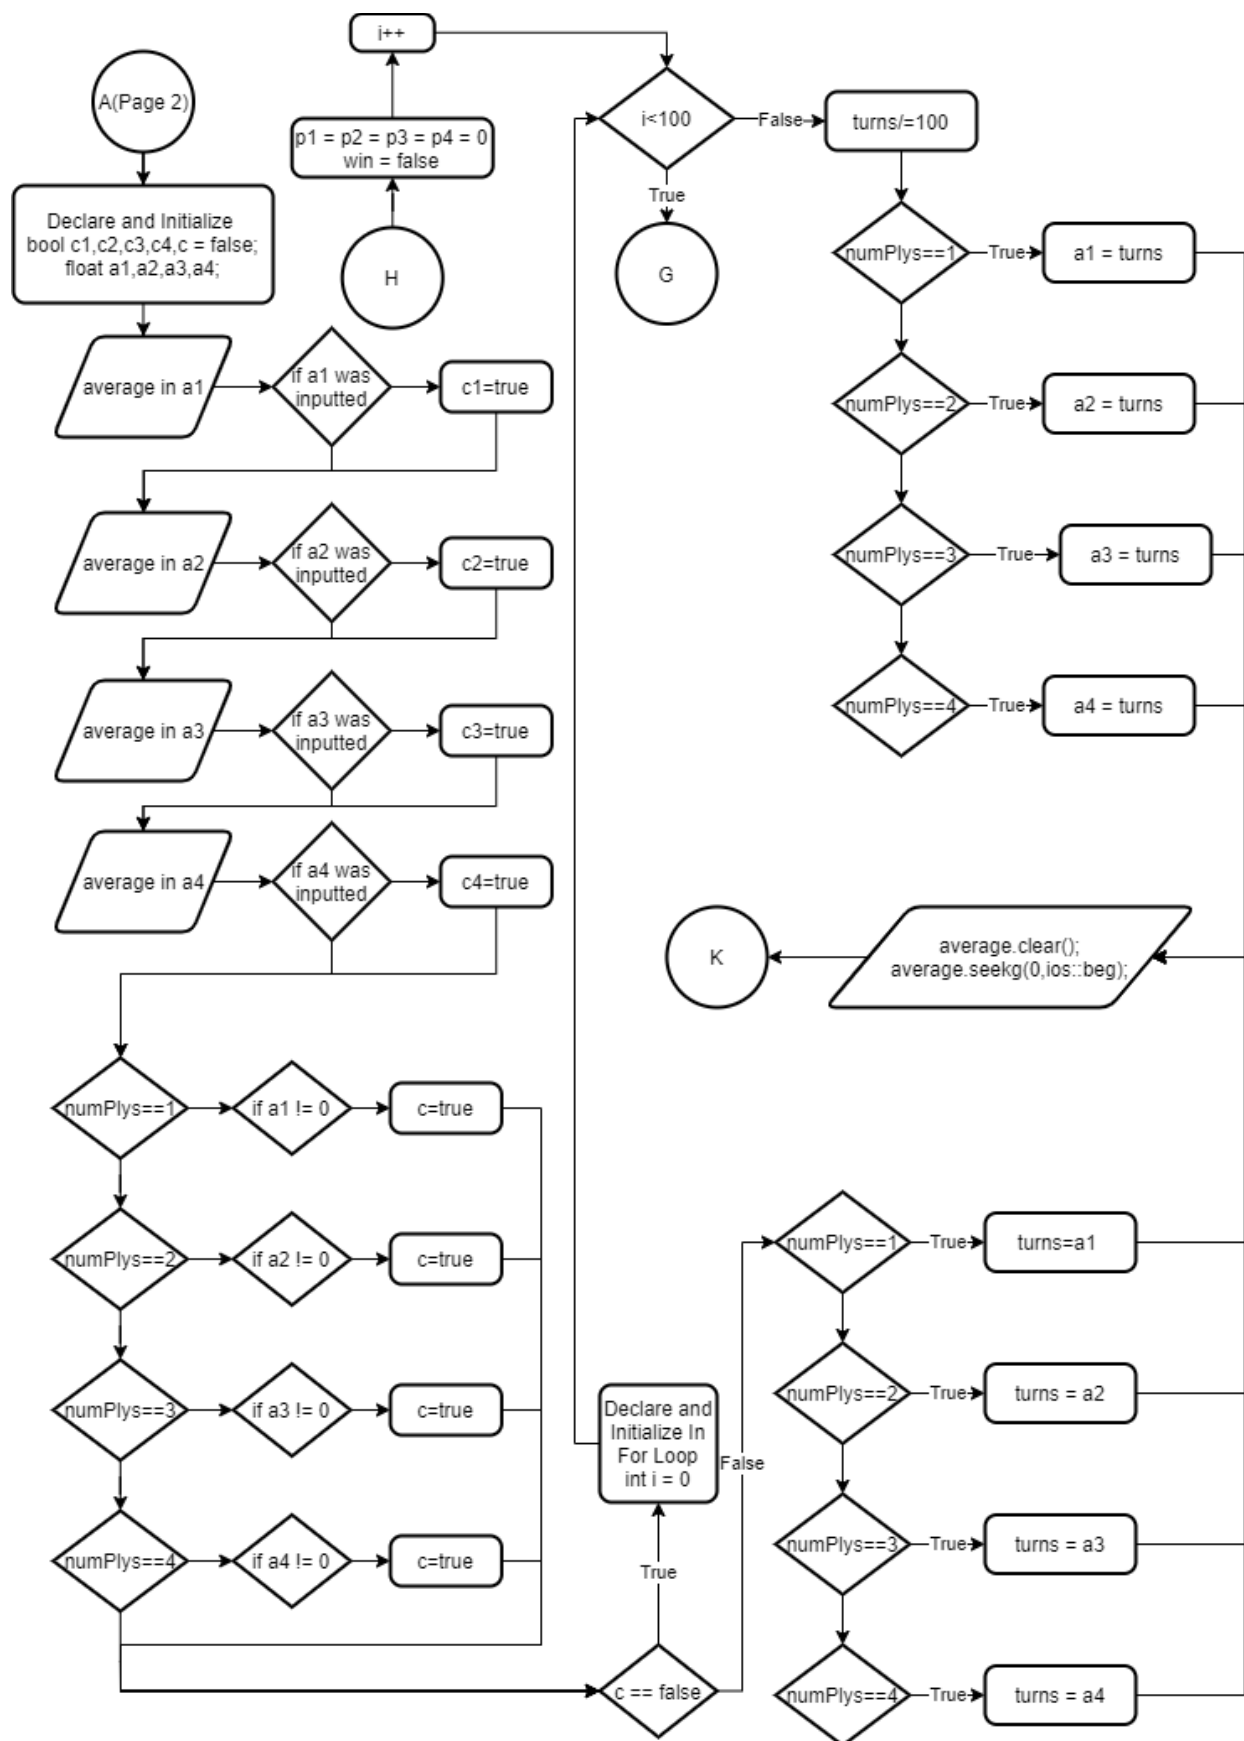 i++
A(Page 2)
i<100
False
turns/=100
p1 = p2 = p3 = p4 = 0
win = false
True
Declare and Initialize
bool c1,c2,c3,c4,c = false;
float a1,a2,a3,a4;
H
G
numPlys==1
True
a1 = turns
average in a1
if a1 was
inputted
c1=true
numPlys==2
True
a2 = turns
average in a2
if a2 was
inputted
c2=true
numPlys==3
True
a3 = turns
average in a3
if a3 was
inputted
c3=true
numPlys==4
True
a4 = turns
average in a4
if a4 was
inputted
c4=true
K
average.clear();
average.seekg(0,ios::beg);
numPlys==1
if a1 != 0
c=true
numPlys==2
if a2 != 0
c=true
numPlys==3
if a3 != 0
c=true
numPlys==4
if a4 != 0
c=true
Declare and
Initialize In
For Loop
int i = 0
True
c == false
False
numPlys==1
True
turns=a1
numPlys==2
True
turns = a2
numPlys==3
True
turns = a3
numPlys==4
True
turns = a4